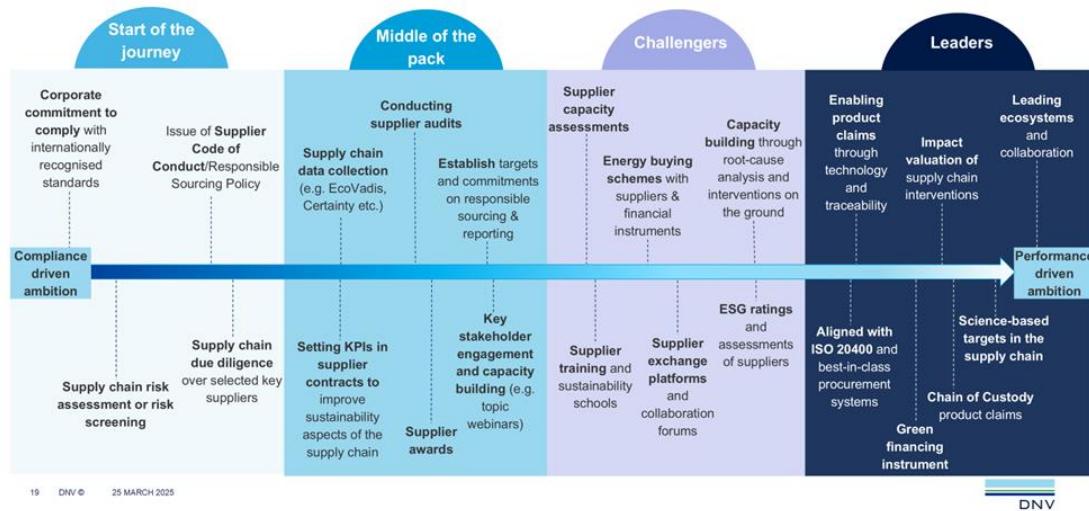 Start of the
journey
Middle of the
pack
Challengers
Leaders
Corporate
commitment to
comply with
internationally
recognised
standards
Issue of Supplier
Code of
Conduct/Responsible
Sourcing Policy
Supply chain
data collection
(e.g. EcoVadis,
Certainty etc.)
Conducting
supplier audits
Establish targets
and commitments
on responsible
sourcing &
reporting
Supplier
capacity
assessments
Energy buying
schemes with
suppliers &
financial
instruments
Capacity
building through
root-cause
analysis and
interventions on
the ground
Enabling
product
claims
through
technology
and
traceability
Impact
valuation of
supply chain
interventions
Leading
ecosystems
and
collaboration
Compliance
driven
ambition
Performance
driven
ambition
Supply chain risk
assessment or risk
screening
Supply chain
due diligence
over selected key
suppliers
Setting KPIs in
supplier
contracts to
improve
sustainability
aspects of the
supply chain
Supplier
awards
Key
stakeholder
engagement
and capacity
building (e.g.
topic
webinars)
Supplier
training and
sustainability
schools
Supplier
exchange
platforms
and
collaboration
forums
ESG ratings
and
assessments
of suppliers
Aligned with
ISO 20400 and
best-in-class
procurement
systems
Green
financing
instrument
Chain of Custody
product claims
Science-based
targets in the
supply chain
19 DNV © 25 MARCH 2025
DNV